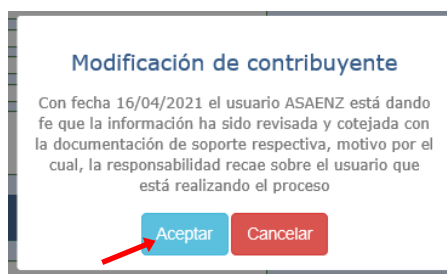 Modificación de contribuyente
Con fecha 16/04/2021 el usuario ASAENZ está dando
fe que la información ha sido revisada y cotejada con
la documentación de soporte respectiva, motivo por el
cual, la responsabilidad recae sobre el usuario que
está realizando el proceso
Aceptar
Cancelar